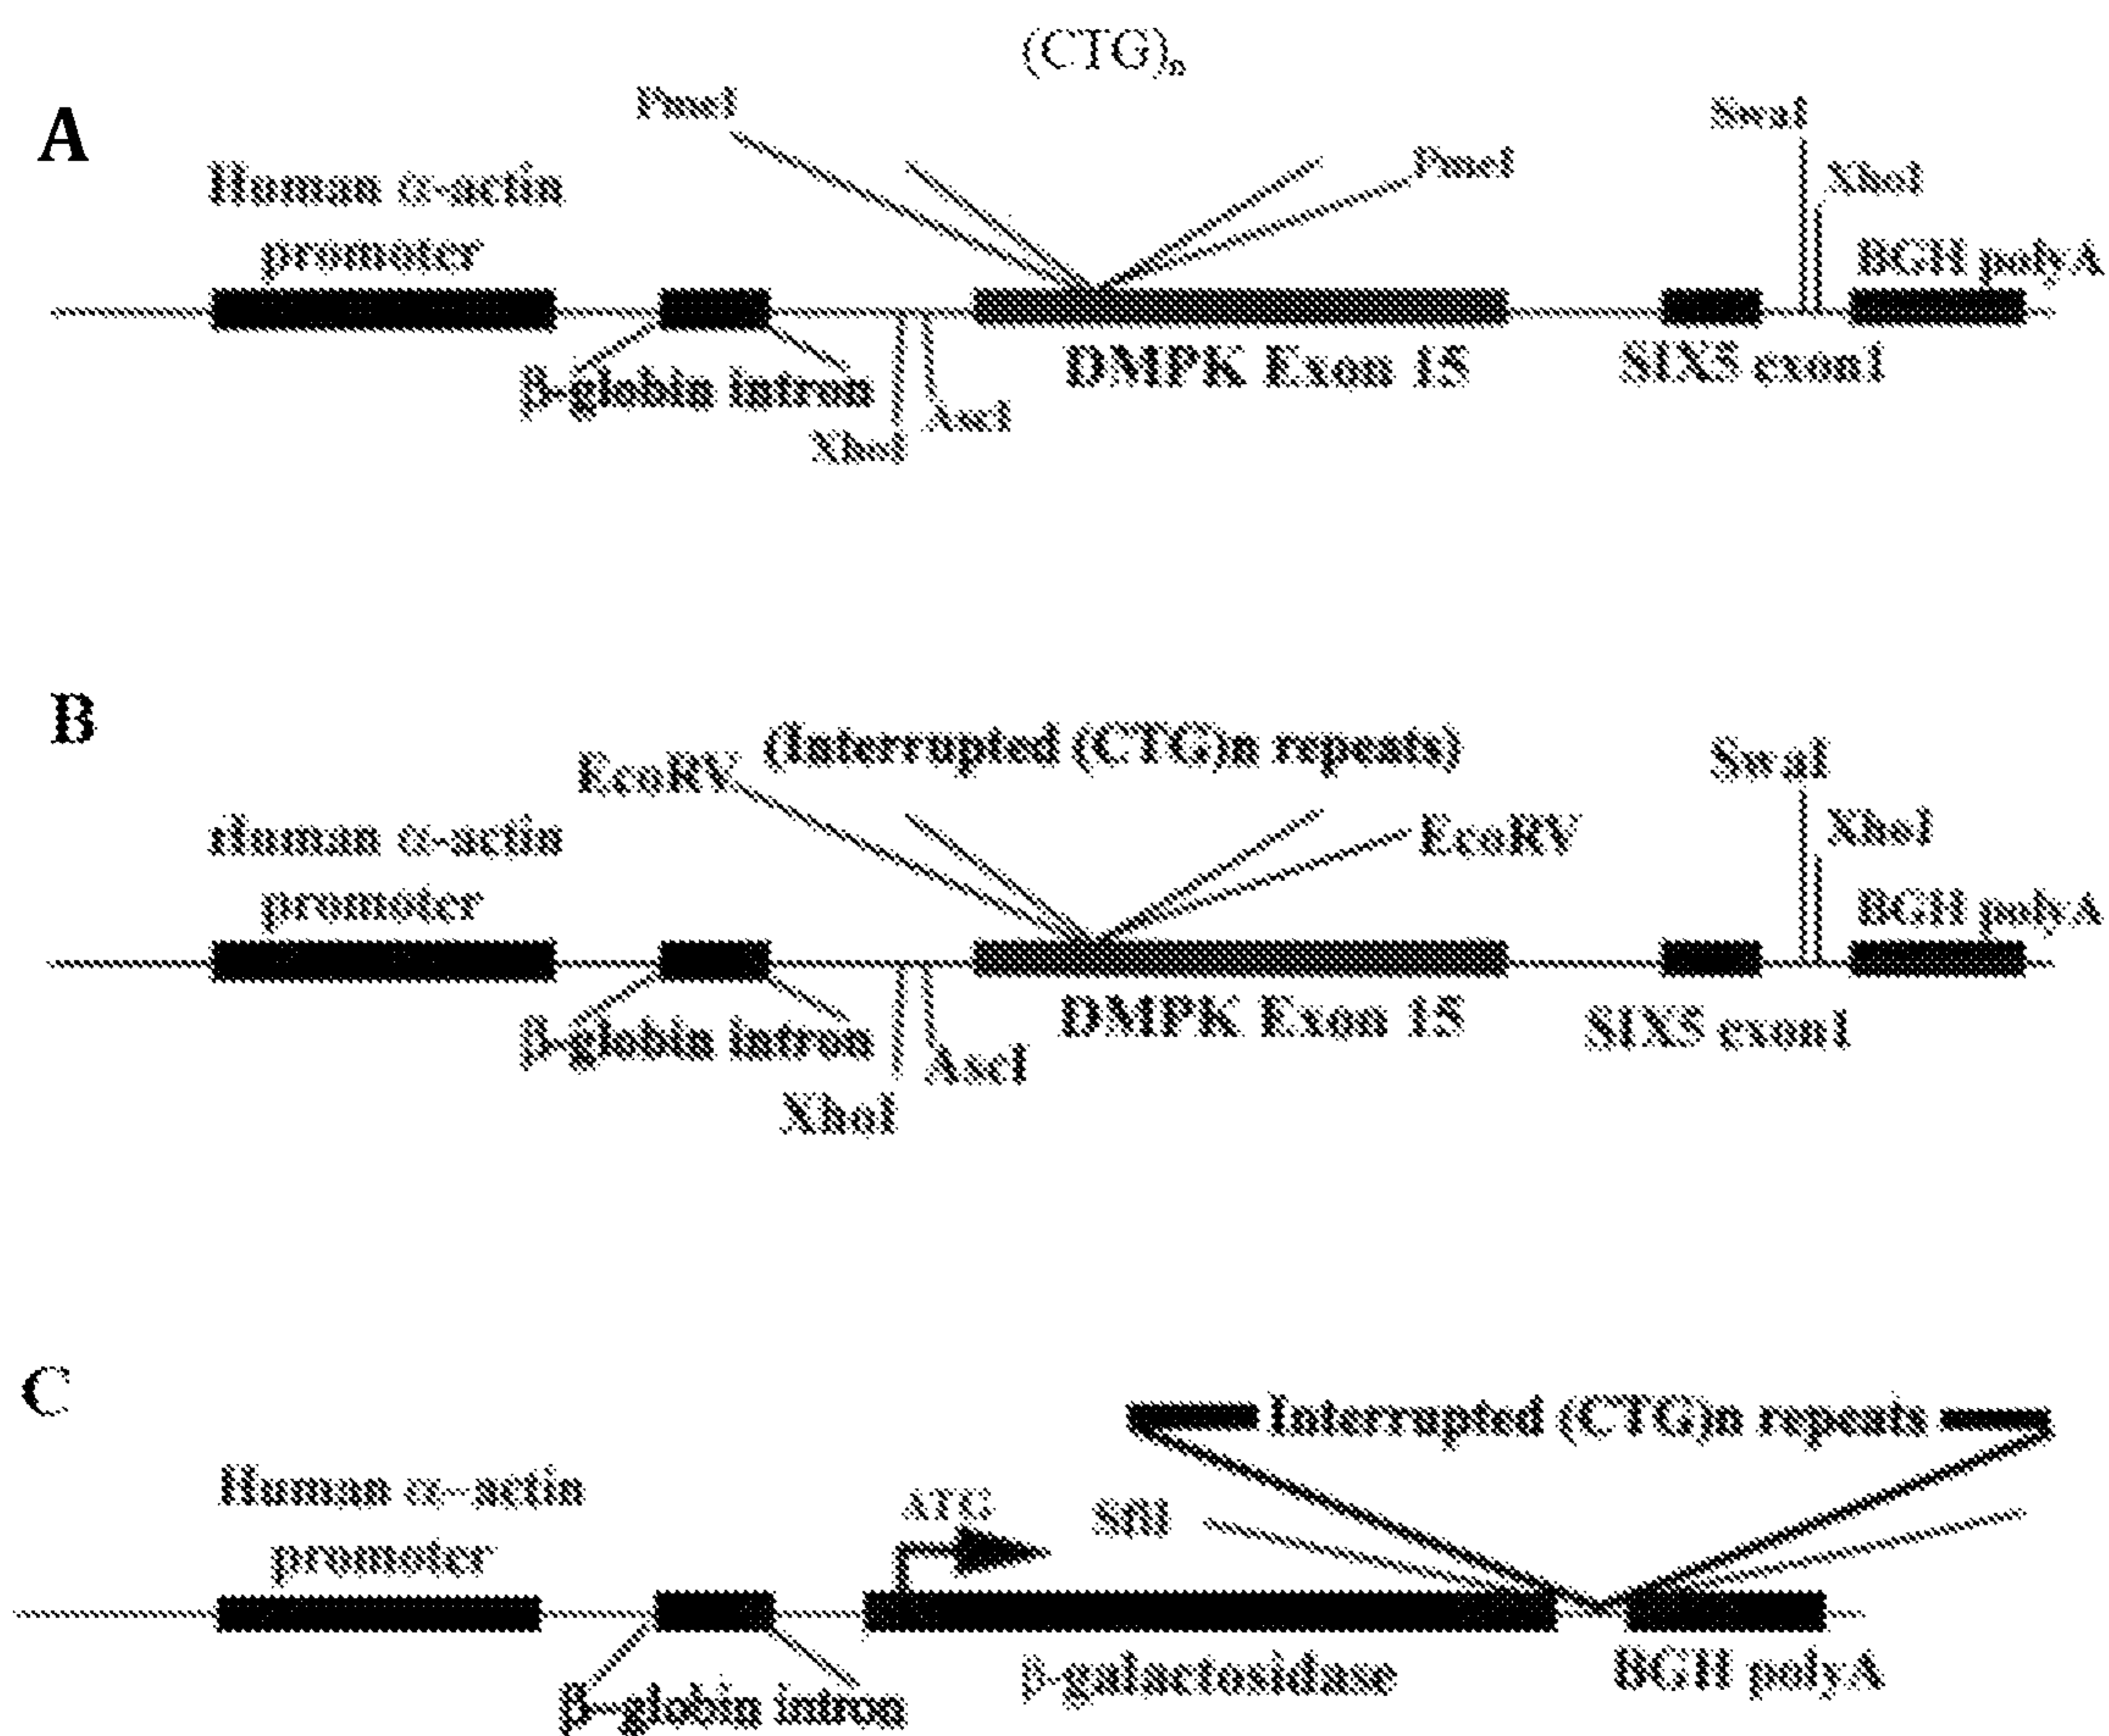 (CTG)n
A
PmeI
SwaI
Human α-actin
promoter
PmeI
XhoI
BGH polyA
β-globin intron
DMPK Exon 15
SIX5 exon1
XhoI
AscI
B
EcoRV
(Interrupted (CTG)n repeats)
SwaI
Human α-actin
promoter
EcoRV
XhoI
BGH polyA
β-globin intron
DMPK Exon 15
SIX5 exon1
AscI
XhoI
C
Interrupted (CTG)n repeats
Human α-actin
promoter
ATG
SfiI
β-galactosidase
BGH polyA
β-globin intron